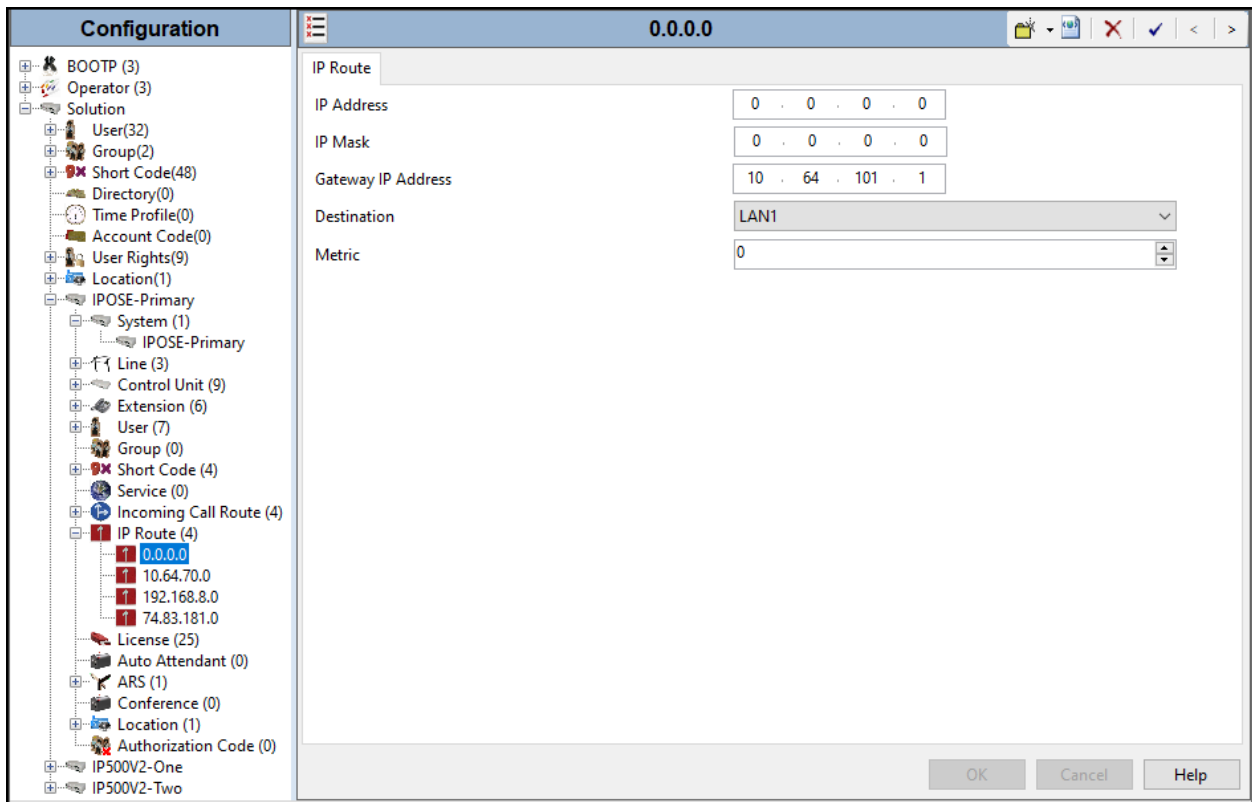 Configuration
0.0.0.0
BOOTP (3)
Operator (3)
Solution
User(32)
Group(2)
Short Code(48)
Directory(0)
Time Profile(0)
Account Code(0)
User Rights(9)
Location(1)
IPOSE-Primary
System (1)
IPOSE-Primary
Line (3)
Control Unit (9)
Extension (6)
User (7)
Group (0)
Short Code (4)
Service (0)
Incoming Call Route (4)
IP Route (4)
0.0.0.0
10.64.70.0
192.168.8.0
74.83.181.0
License (25)
Auto Attendant (0)
ARS (1)
Conference (0)
Location (1)
Authorization Code (0)
IP500V2-One
IP500V2-Two
IP Route
IP Address 0 . 0 . 0 . 0
IP Mask 0 . 0 . 0 . 0
Gateway IP Address 10 . 64 . 101 . 1
Destination LAN1
Metric 0
OK Cancel Help